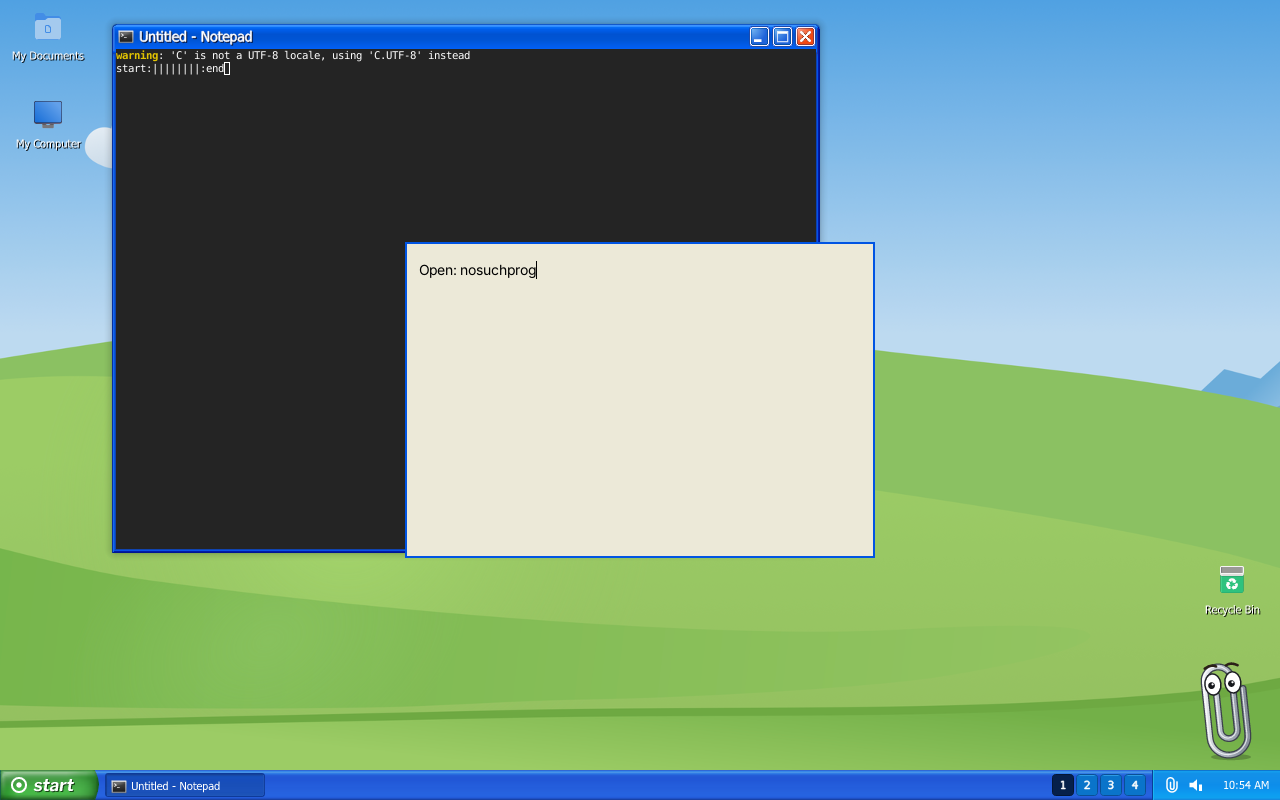 My Documents
My Computer
Untitled - Notepad
warning: 'C' is not a UTF-8 locale, using 'C.UTF-8' instead
start:||||||||:end
Open: nosuchprog
Recycle Bin
start
Untitled - Notepad
1 2 3 4
10:54 AM